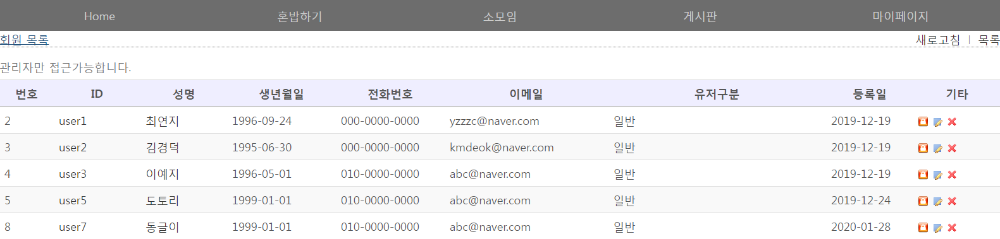 Home 혼밥하기 소모임 게시판 마이페이지
회원 목록 새로고침 | 목록
관리자만 접근가능합니다.
번호 ID 성명 생년월일 전화번호 이메일 유저구분 등록일 기타
2 user1 최연지 1996-09-24 000-0000-0000 yzzzc@naver.com 일반 2019-12-19
3 user2 김경덕 1995-06-30 000-0000-0000 kmdeok@naver.com 일반 2019-12-19
4 user3 이예지 1996-05-01 010-0000-0000 abc@naver.com 일반 2019-12-19
5 user5 도토리 1999-01-01 010-0000-0000 abc@naver.com 일반 2019-12-24
8 user7 동글이 1999-01-01 010-0000-0000 abc@naver.com 일반 2020-01-28